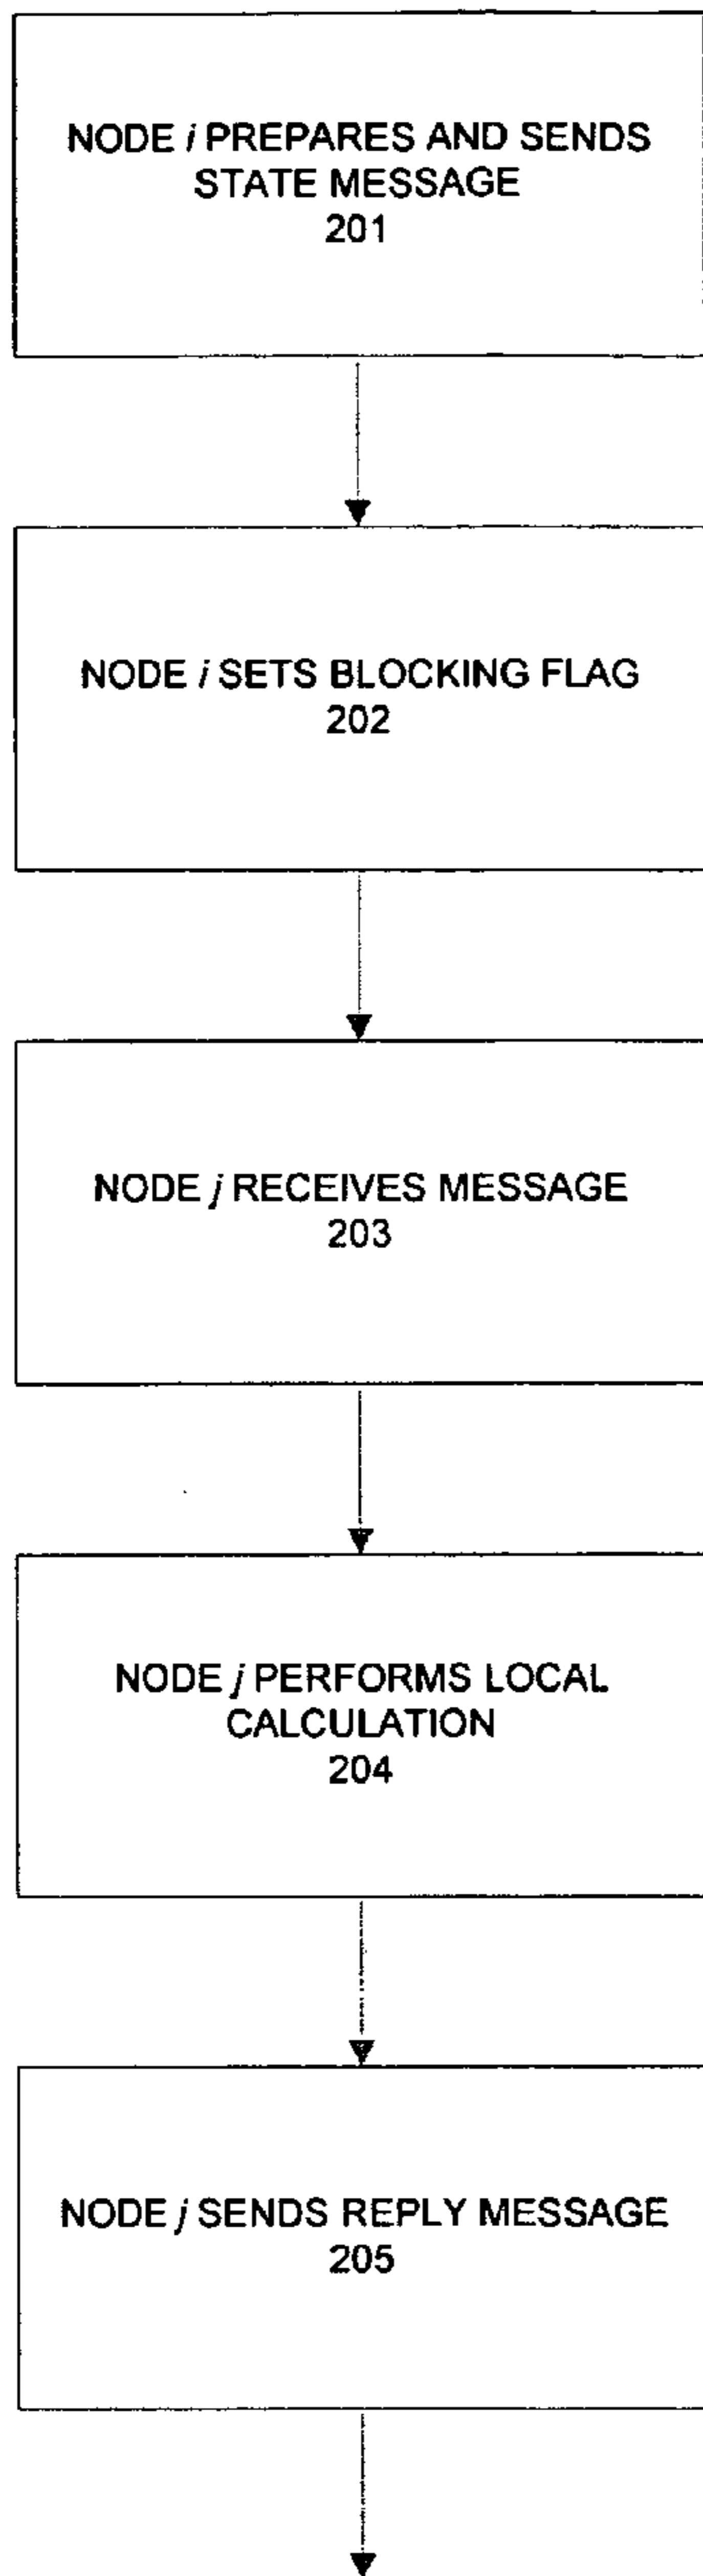 NODE i PREPARES AND SENDS
STATE MESSAGE
201
NODE i SETS BLOCKING FLAG
202
NODE j RECEIVES MESSAGE
203
NODE j PERFORMS LOCAL
CALCULATION
204
NODE j SENDS REPLY MESSAGE
205